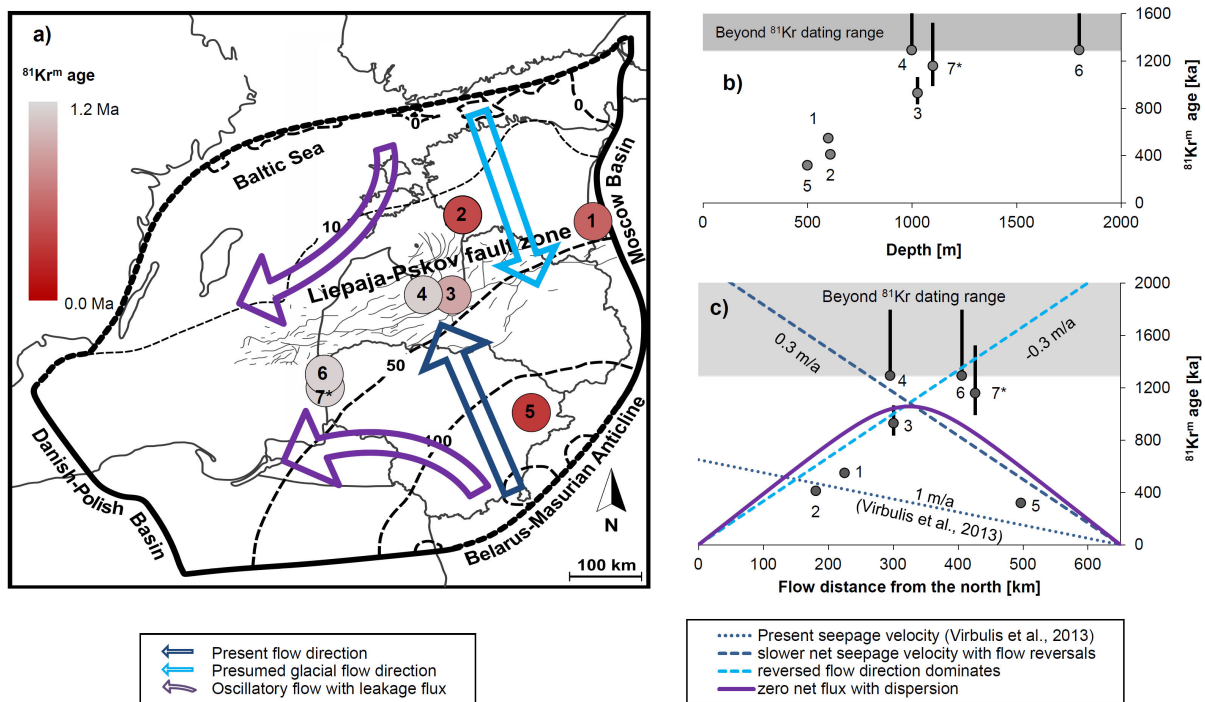 a)
81Krm age
1.2 Ma
0.0 Ma
Baltic Sea
0
0
10
50
100
Moscow Basin
Liepaja-Pskov fault zone
1
2
3
4
5
6
7*
Danish-Polish Basin
Belarus-Masurian Anticline
N
100 km
Present flow direction
Presumed glacial flow direction
Oscillatory flow with leakage flux
b)
Beyond 81Kr dating range
1600
1200
800
400
0
81Krm age [ka]
4
7*
6
3
1
2
5
0
500
1000
1500
2000
Depth [m]
c)
Beyond 81Kr dating range
2000
1600
1200
800
400
0
81Krm age [ka]
0.3 m/a
-0.3 m/a
4
6
7*
3
1
2
5
1 m/a
(Virbulis et al., 2013)
0
100
200
300
400
500
600
Flow distance from the north [km]
Present seepage velocity (Virbulis et al., 2013)
slower net seepage velocity with flow reversals
reversed flow direction dominates
zero net flux with dispersion